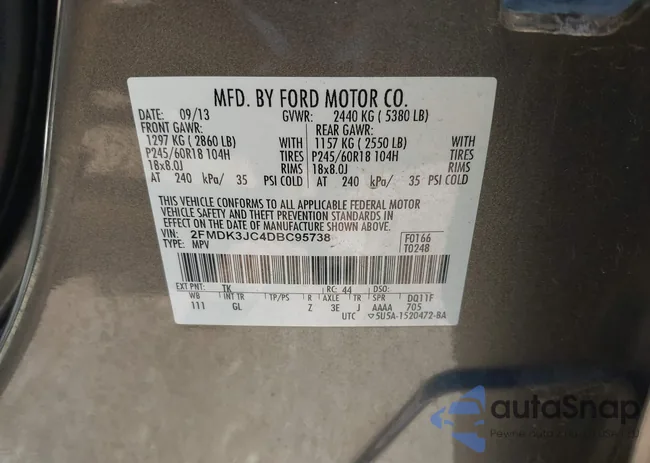 MFD. BY FORD MOTOR CO.
DATE: 09/13 GVWR: 2440 KG ( 5380 LB)
FRONT GAWR: REAR GAWR:
1297 KG ( 2860 LB) WITH 1157 KG ( 2550 LB) WITH
P245/60R18 104H TIRES P245/60R18 104H TIRES
18x8.0J RIMS 18x8.0J RIMS
AT 240 kPa/ 35 PSI COLD AT 240 kPa/ 35 PSI COLD
THIS VEHICLE CONFORMS TO ALL APPLICABLE FEDERAL MOTOR
VEHICLE SAFETY AND THEFT PREVENTION STANDARDS IN
EFFECT ON THE DATE OF MANUFACTURE SHOWN ABOVE.
VIN: 2FMDK3JC4DBC95738 F0166
TYPE: MPV T0248
EXT PNT: TK RC: 44 DSO:
WB INT TR TP/PS R AXLE TR SPR DQ11F
111 GL Z 3E J AAAA 705
UTC ▽5U5A-1520472-BA
autoSnap